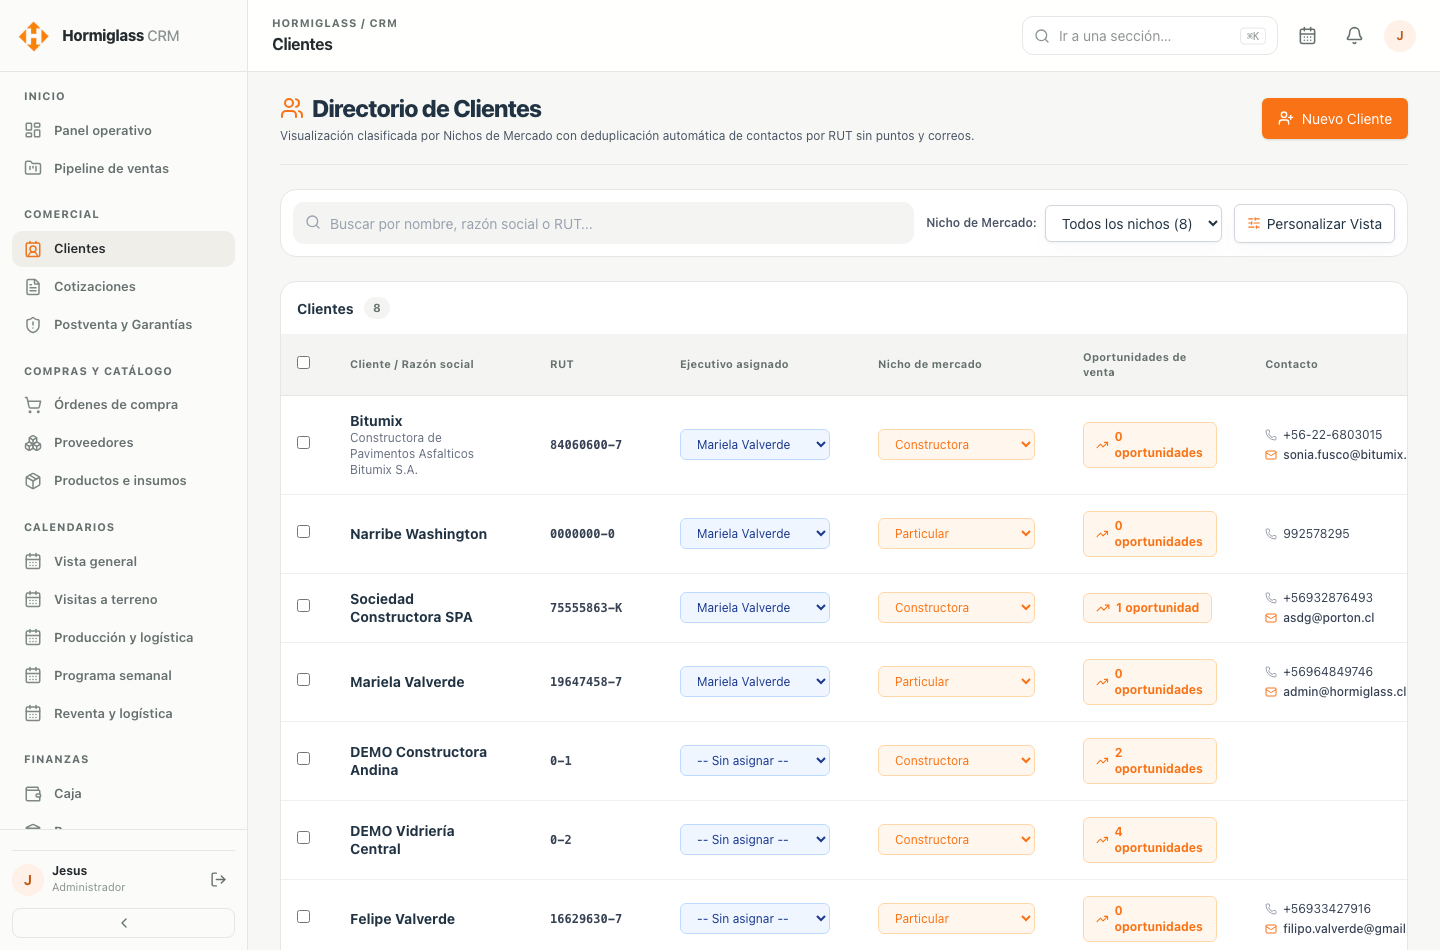 Hormiglass CRM
INICIO
Panel operativo
Pipeline de ventas
COMERCIAL
Clientes
Cotizaciones
Postventa y Garantías
COMPRAS Y CATÁLOGO
Órdenes de compra
Proveedores
Productos e insumos
CALENDARIOS
Vista general
Visitas a terreno
Producción y logística
Programa semanal
Reventa y logística
FINANZAS
Caja
J
Jesus
Administrador
HORMIGLASS / CRM
Clientes
Ir a una sección...
⌘K
J
Directorio de Clientes
Visualización clasificada por Nichos de Mercado con deduplicación automática de contactos por RUT sin puntos y correos.
Nuevo Cliente
Buscar por nombre, razón social o RUT...
Nicho de Mercado:
Todos los nichos (8)
Personalizar Vista
Clientes 8
Cliente / Razón social
RUT
Ejecutivo asignado
Nicho de mercado
Oportunidades de
venta
Contacto
Bitumix
Constructora de
Pavimentos Asfalticos
Bitumix S.A.
84060600-7
Mariela Valverde
Constructora
0
oportunidades
+56-22-6803015
sonia.fusco@bitumix.
Narribe Washington
0000000-0
Mariela Valverde
Particular
0
oportunidades
992578295
Sociedad
Constructora SPA
75555863-K
Mariela Valverde
Constructora
1 oportunidad
+56932876493
asdg@porton.cl
Mariela Valverde
19647458-7
Mariela Valverde
Particular
0
oportunidades
+56964849746
admin@hormiglass.cl
DEMO Constructora
Andina
0-1
-- Sin asignar --
Constructora
2
oportunidades
DEMO Vidriería
Central
0-2
-- Sin asignar --
Constructora
4
oportunidades
Felipe Valverde
16629630-7
-- Sin asignar --
Particular
0
oportunidades
+56933427916
filipo.valverde@gmail